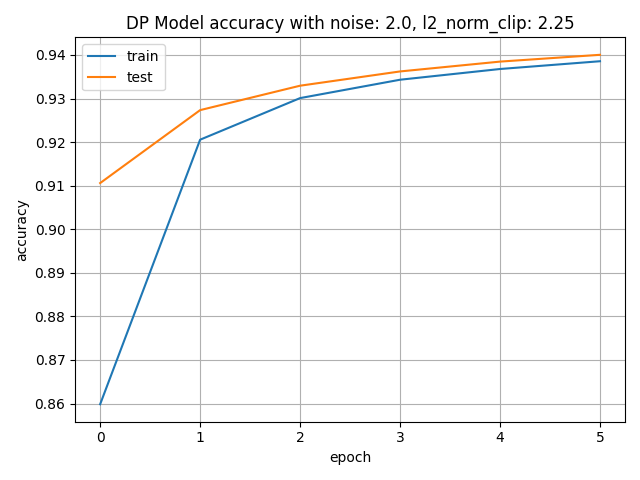 DP Model accuracy with noise: 2.0, l2_norm_clip: 2.25
train
test
0.94
0.93
0.92
0.91
0.90
0.89
0.88
0.87
0.86
accuracy
0 1 2 3 4 5
epoch